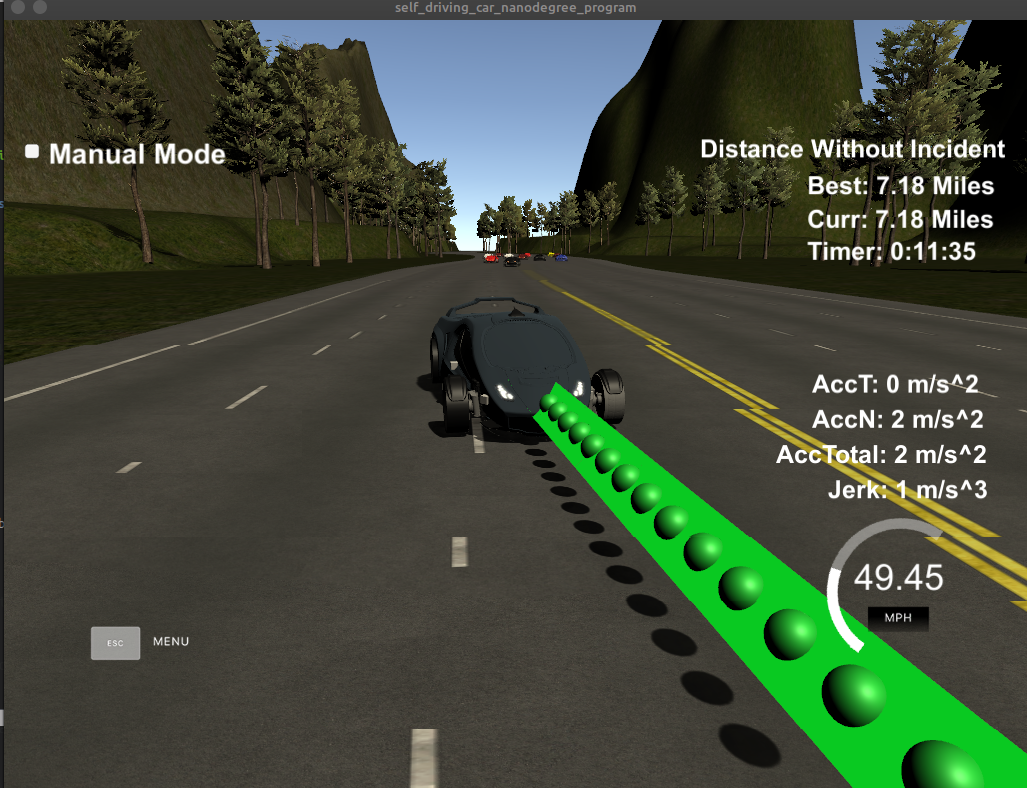 self_driving_car_nanodegree_program
Manual Mode
Distance Without Incident
Best: 7.18 Miles
Curr: 7.18 Miles
Timer: 0:11:35
AccT: 0 m/s^2
AccN: 2 m/s^2
AccTotal: 2 m/s^2
Jerk: 1 m/s^3
49.45
MPH
ESC MENU